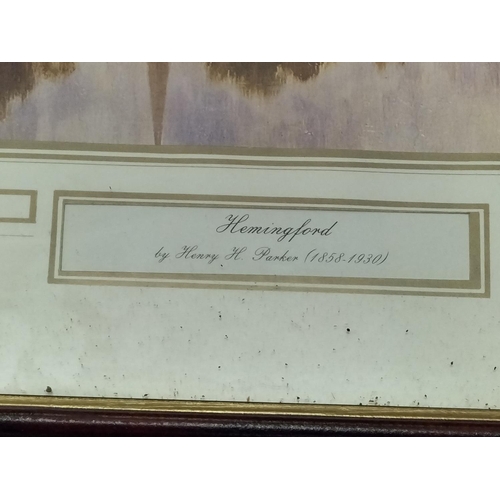 Hemingford
by Henry H. Parker (1858-1930)